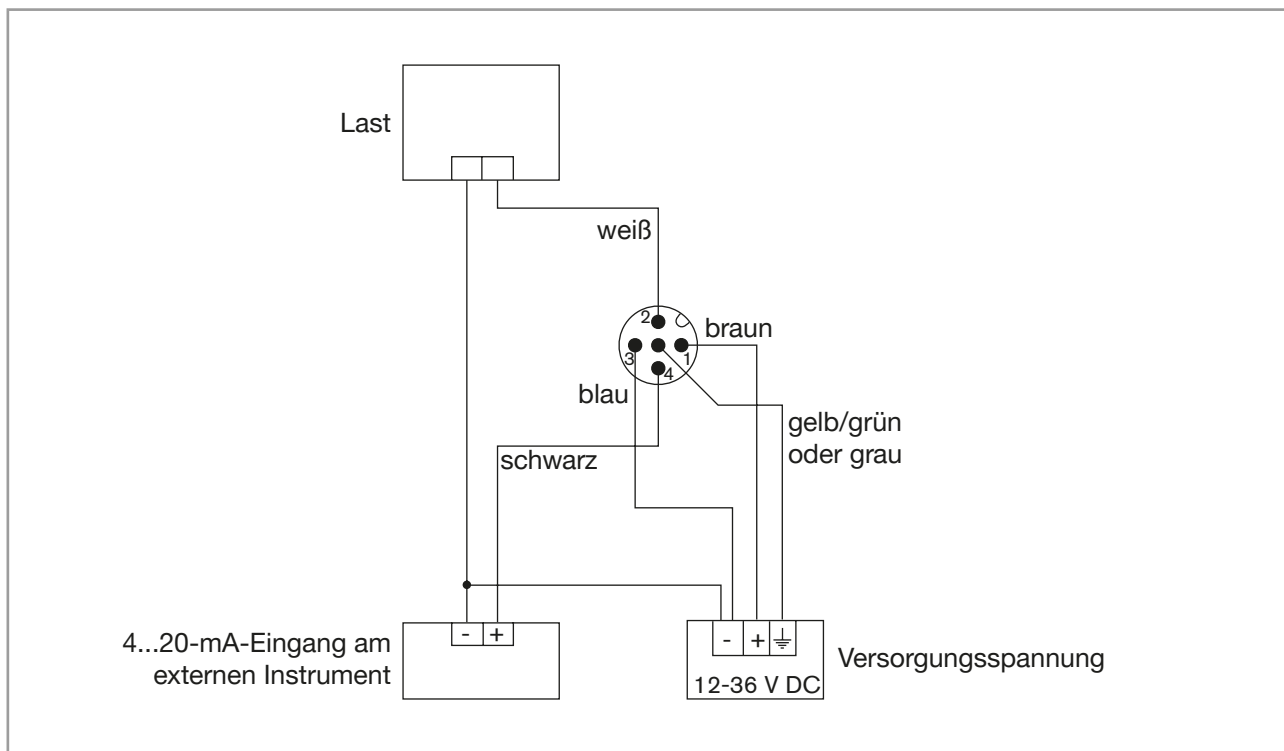 Last
weiß
2
braun
3
1
4
blau
gelb/grün
oder grau
schwarz
4...20-mA-Eingang am
externen Instrument
- +
- +
12-36 V DC
Versorgungsspannung